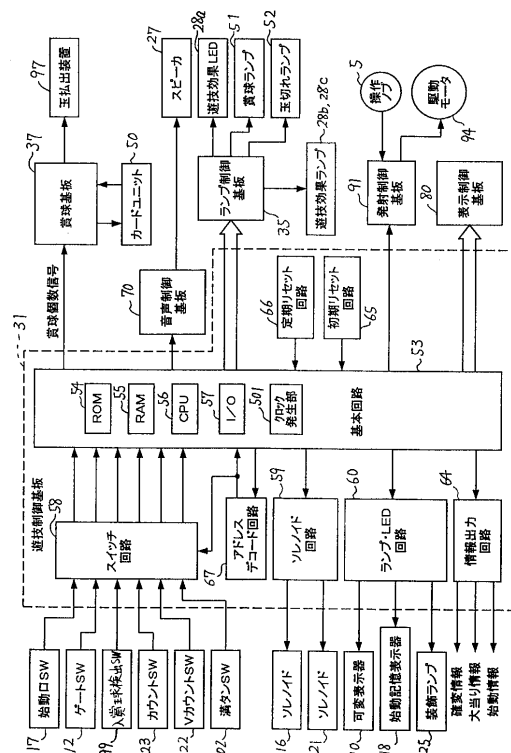 31
97
玉払出装置
37
賞球基板
50
カードユニット
賞球個数信号
27
スピーカ
28a
遊技効果LED
51
賞球ランプ
52
玉切れランプ
ランプ制御
基板
35
28b, 28c
遊技効果ランプ
70
音声制御
基板
5
操作
ノブ
駆動
モータ
94
91
発射制御
基板
80
表示制御
基板
66
定期リセット
回路
初期リセット
回路
65
53
基本回路
54
ROM
55
RAM
56
CPU
57
I/O
501
クロック
発生部
遊技制御基板
58
スイッチ
回路
67
アドレス
デコード回路
59
ソレノイド
回路
60
ランプ・LED
回路
64
情報出力
回路
17
始動口SW
12
ゲートSW
99
入賞球検出SW
23
カウントSW
22
VカウントSW
満タンSW
16
ソレノイド
21
ソレノイド
可変表示器
18
始動記憶表示器
25
装飾ランプ
確変情報
大当り情報
始動情報